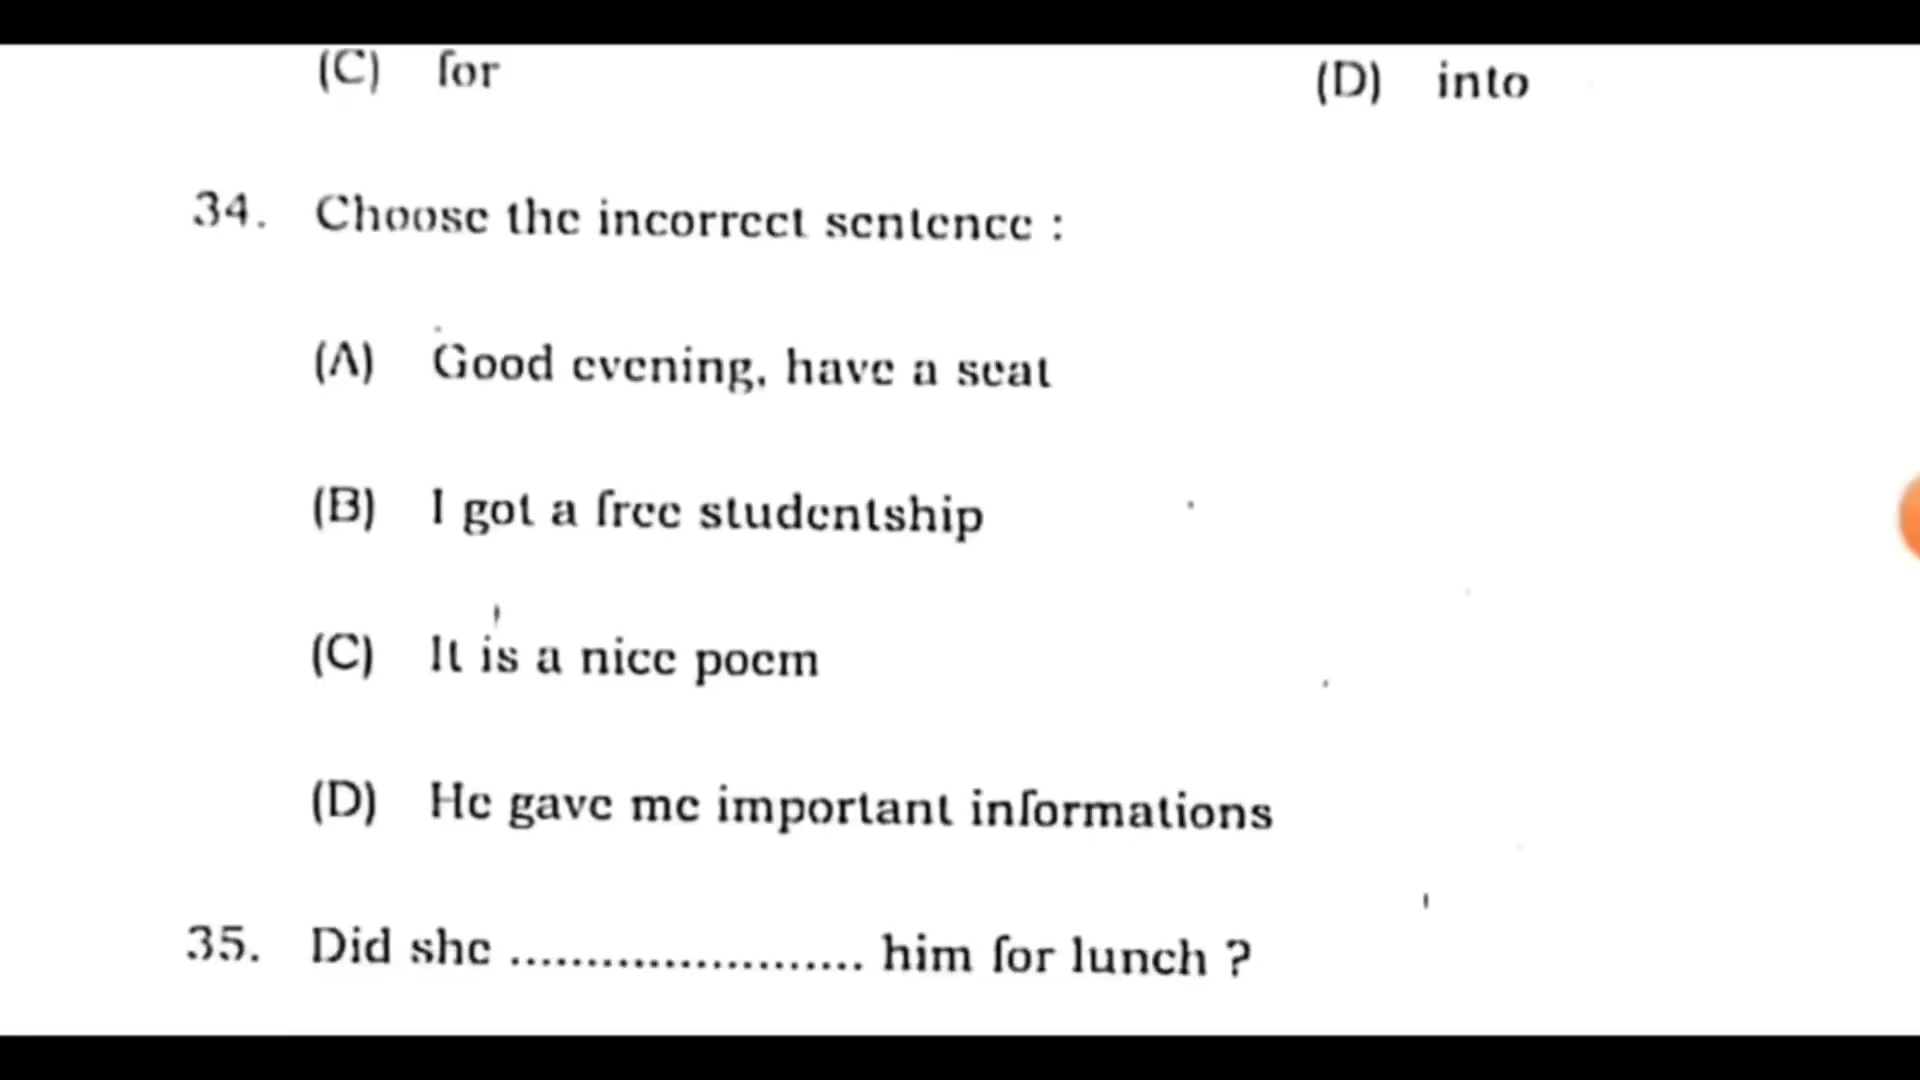 (C) for
(D) into
34. Choose the incorrect sentence :
(A) Good evening, have a seat
(B) I got a free studentship
(C) It is a nice poem
(D) He gave me important informations
35. Did she ....................... him for lunch ?